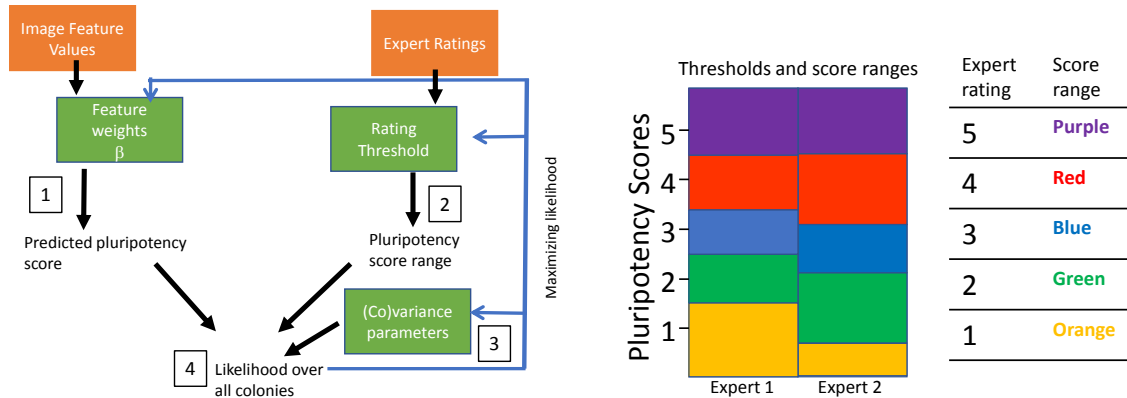 Image Feature
Values
Expert Ratings
Feature
weights
β
Rating
Threshold
1
2
Predicted pluripotency
score
Pluripotency
score range
(Co)variance
parameters
3
4
Likelihood over
all colonies
Maximizing likelihood
Thresholds and score ranges
Pluripotency Scores
5
4
3
2
1
Expert 1
Expert 2
Expert
rating
Score
range
5
Purple
4
Red
3
Blue
2
Green
1
Orange